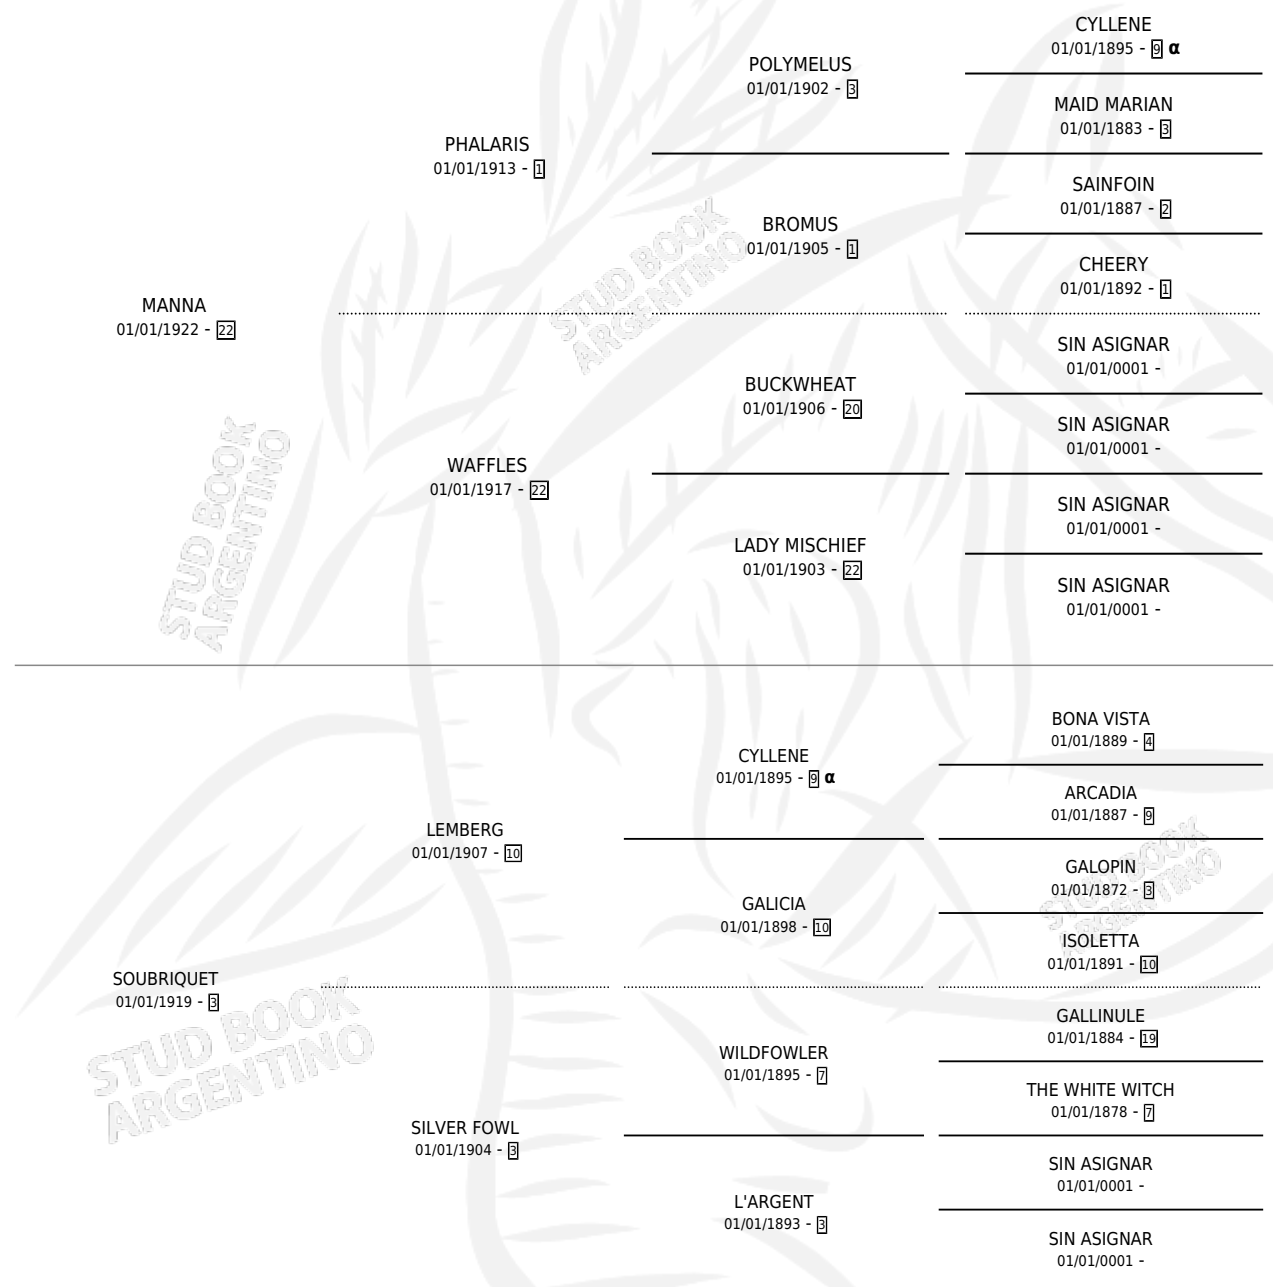 CYLLENE
01/01/1895 - 9 α
POLYMELUS
01/01/1902 - 3
MAID MARIAN
01/01/1883 - 3
PHALARIS
01/01/1913 - 1
SAINFOIN
01/01/1887 - 2
BROMUS
01/01/1905 - 1
CHEERY
01/01/1892 - 1
MANNA
01/01/1922 - 22
SIN ASIGNAR
01/01/0001 -
BUCKWHEAT
01/01/1906 - 20
SIN ASIGNAR
01/01/0001 -
WAFFLES
01/01/1917 - 22
SIN ASIGNAR
01/01/0001 -
LADY MISCHIEF
01/01/1903 - 22
SIN ASIGNAR
01/01/0001 -
STUD BOOK
ARGENTINO
STUD BOOK
ARGENTINO
BONA VISTA
01/01/1889 - 4
CYLLENE
01/01/1895 - 9 α
ARCADIA
01/01/1887 - 9
LEMBERG
01/01/1907 - 10
GALOPIN
01/01/1872 - 3
GALICIA
01/01/1898 - 10
ISOLETTA
01/01/1891 - 10
SOUBRIQUET
01/01/1919 - 3
GALLINULE
01/01/1884 - 19
WILDFOWLER
01/01/1895 - 7
THE WHITE WITCH
01/01/1878 - 7
SILVER FOWL
01/01/1904 - 3
SIN ASIGNAR
01/01/0001 -
L'ARGENT
01/01/1893 - 3
SIN ASIGNAR
01/01/0001 -
STUD BOOK
ARGENTINO
STUD BOOK
ARGENTINO